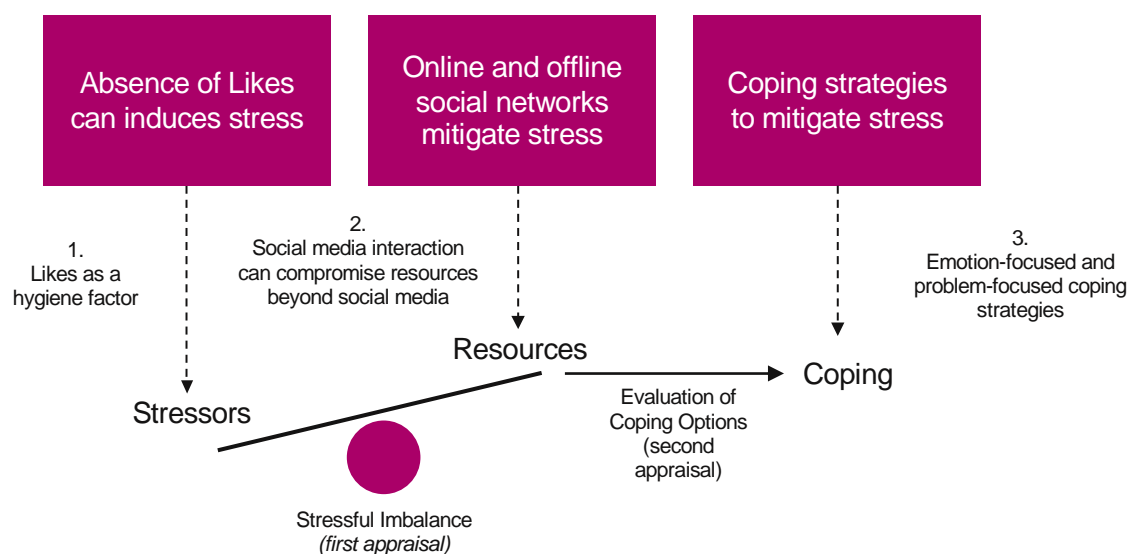 Absence of Likes
can induces stress
Online and offline
social networks
mitigate stress
Coping strategies
to mitigate stress
1.
Likes as a
hygiene factor
2.
Social media interaction
can compromise resources
beyond social media
3.
Emotion-focused and
problem-focused coping
strategies
Resources
Stressors
Coping
Evaluation of
Coping Options
(second
appraisal)
Stressful Imbalance
(first appraisal)